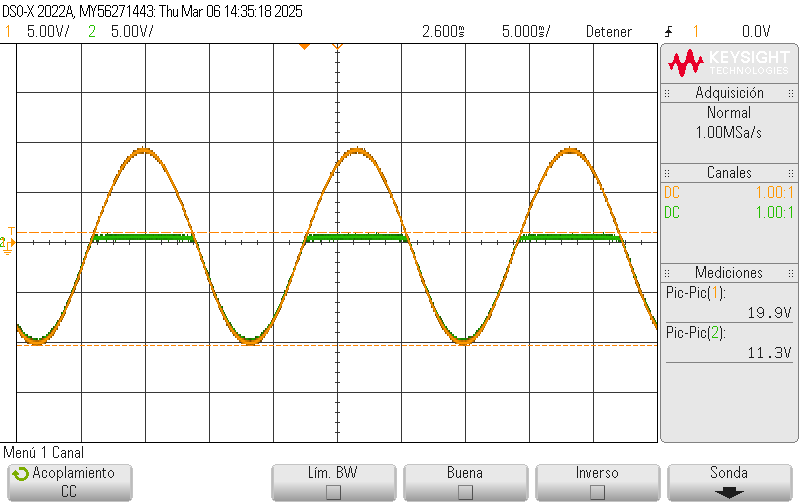 DSO-X 2022A, MY56271443: Thu Mar 06 14:35:18 2025
1 5.00V/ 2 5.00V/ 2.600ms 5.000ms/ Detener 1 0.0V
KEYSIGHT
TECHNOLOGIES
Adquisición
Normal
1.00MSa/s
Canales
DC 1.00:1
DC 1.00:1
Mediciones
Pic-Pic(1):
19.9V
Pic-Pic(2):
11.3V
T
2
Menú 1 Canal
Acoplamiento
CC
Lím. BW
Buena
Inverso
Sonda